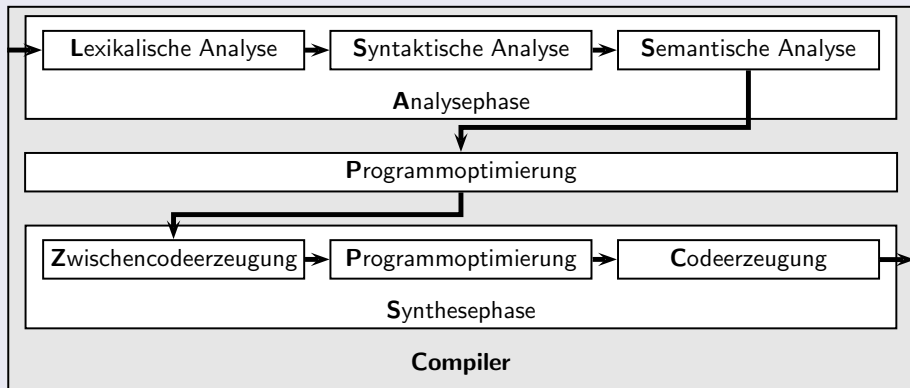 Lexikalische Analyse
Syntaktische Analyse
Semantische Analyse
Analysephase
Programmoptimierung
Zwischencodeerzeugung
Programmoptimierung
Codeerzeugung
Synthesephase
Compiler